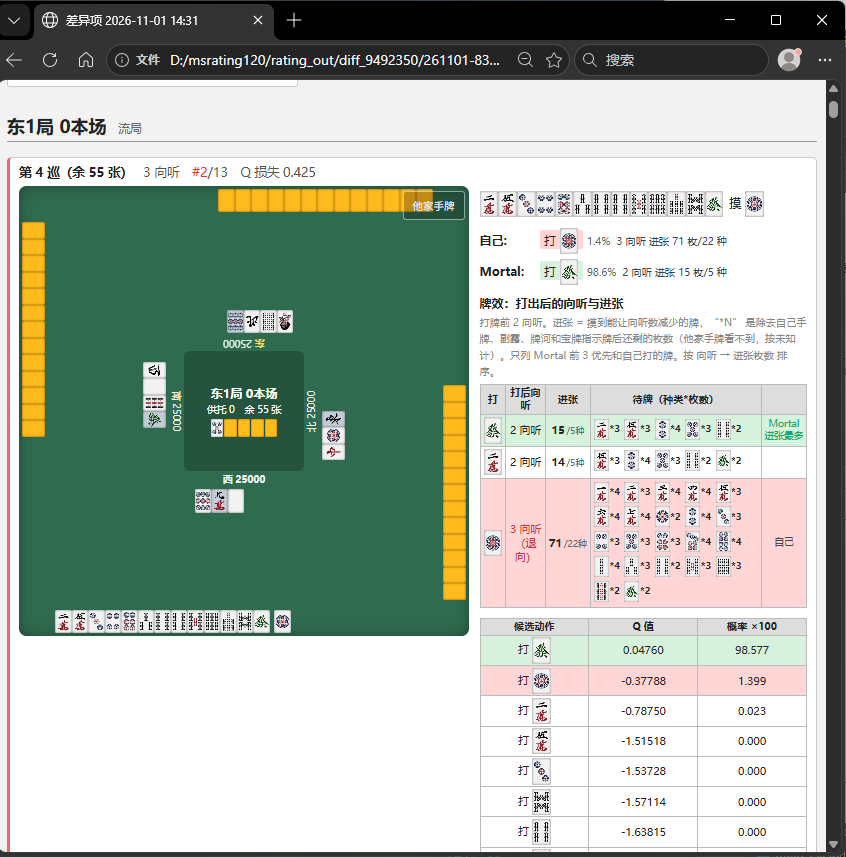 差异项 2026-11-01 14:31
文件 D:/msrating120/rating_out/diff_9492350/261101-83... 搜索
东1局 0本场 流局
第 4 巡 (余 55 张) 3 向听 #2/13 Q 损失 0.425
他家手牌
摸
自己: 打 1.4% 3 向听 进张 71 枚/22 种
Mortal: 打 98.6% 2 向听 进张 15 枚/5 种
牌效：打出后的向听与进张
打牌前 2 向听。进张 = 摸到能让向听数减少的牌，“*N” 是除去自己手
牌、副露、牌河和宝牌指示牌后还剩的枚数（他家手牌看不到，按未知
计）。只列 Mortal 前 3 优先和自己打的牌。按 向听 → 进张枚数 排
序。
打 打后向听 进张 待牌（种类*枚数）
2 向听 15/5种 *3 *3 *4 *3 *2 Mortal 进张最多
2 向听 14/5种 *3 *4 *3 *2 *2
3 向听（退向） 71/22种 自己
*4 *3 *4 *4 *3
*4 *4 *2 *4 *3
*3 *3 *3 *4 *4
*4 *3 *2 *3 *3
*2 *2
候选动作 Q 值 概率 ×100
打 0.04760 98.577
打 -0.37788 1.399
打 -0.78750 0.023
打 -1.51518 0.000
打 -1.53728 0.000
打 -1.57114 0.000
打 -1.63815 0.000
东 25000
南 25000
北 25000
东1局 0本场
供托 0 余 55 张
西 25000